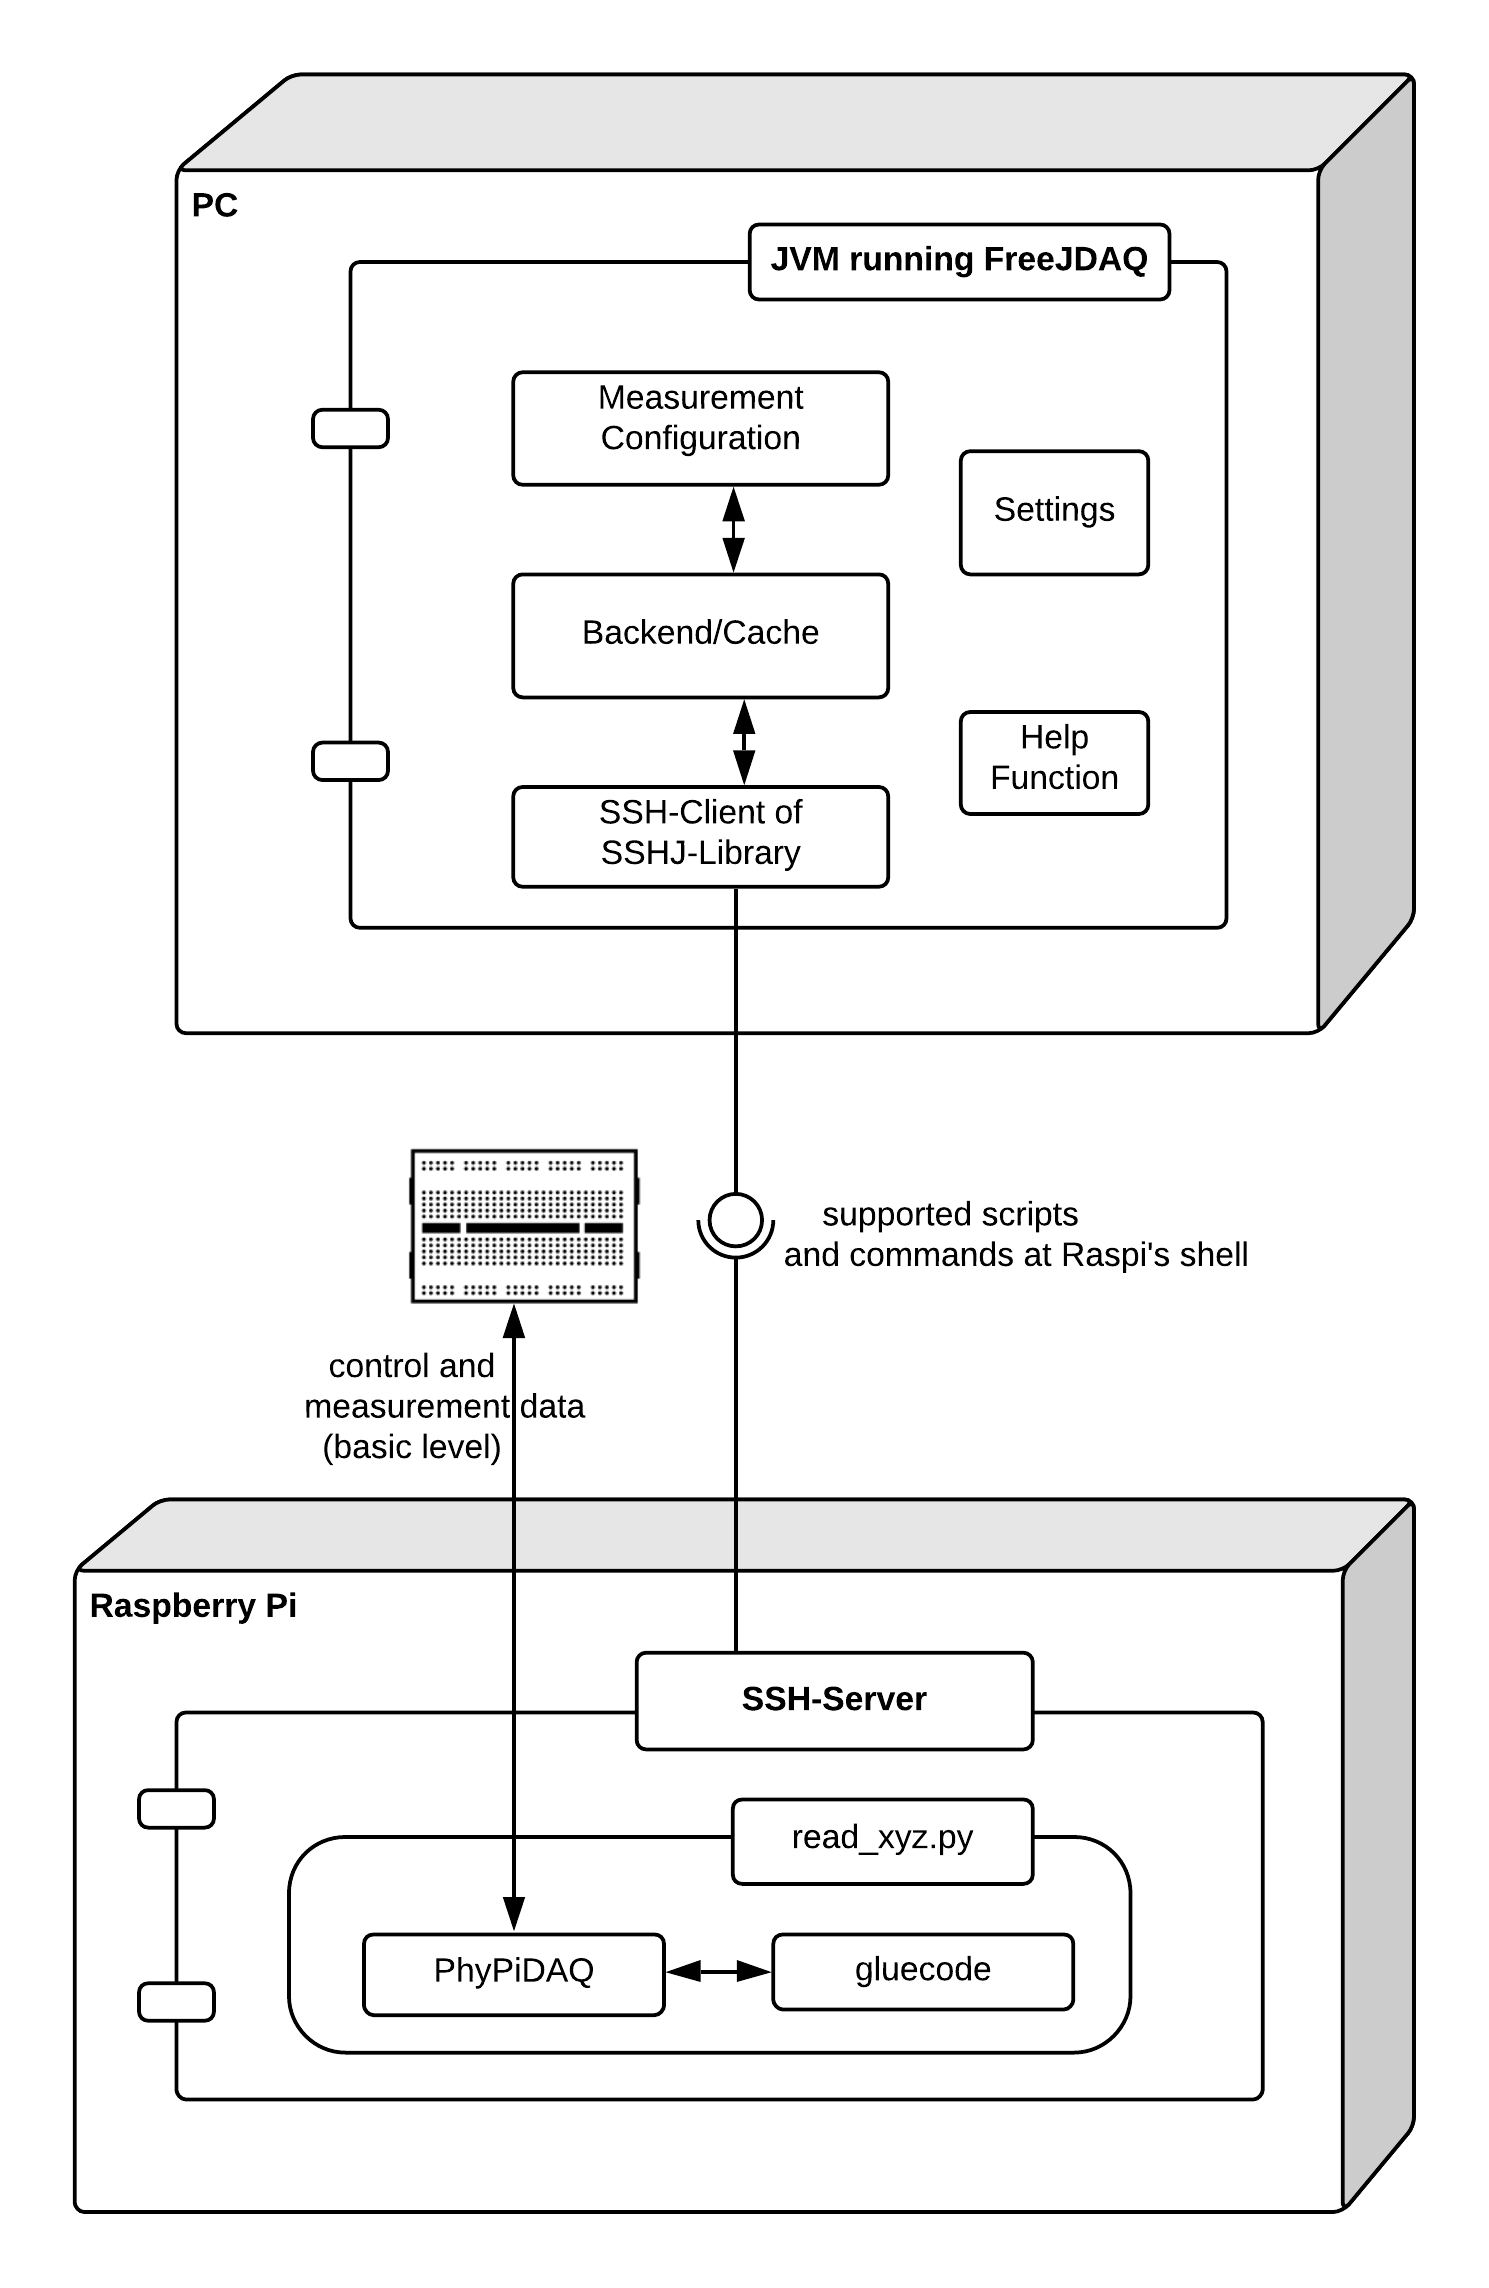 PC
JVM running FreeJDAQ
Measurement
Configuration
Settings
Backend/Cache
Help
Function
SSH-Client of
SSHJ-Library
supported scripts
and commands at Raspi's shell
control and
measurement data
(basic level)
Raspberry Pi
SSH-Server
read_xyz.py
PhyPiDAQ
gluecode